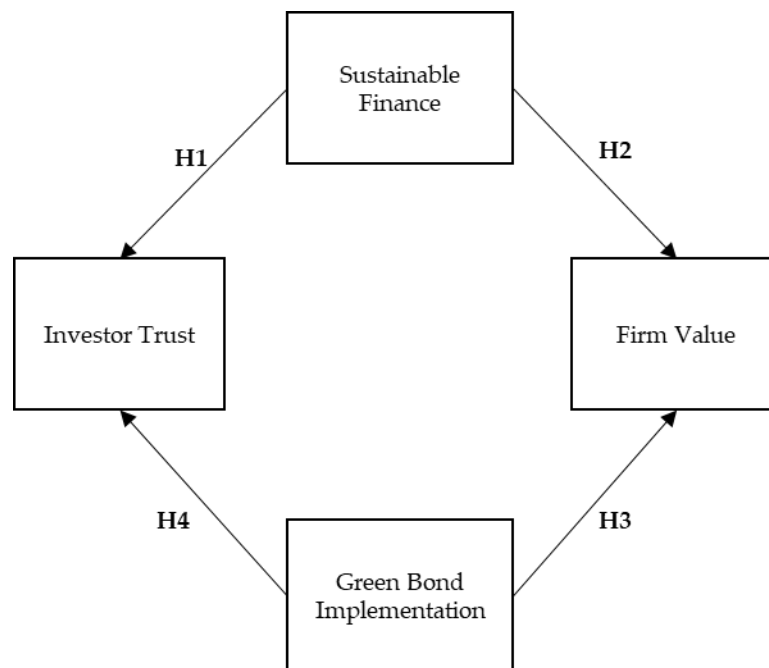 Sustainable
Finance
H1
H2
Investor Trust
Firm Value
H4
H3
Green Bond
Implementation